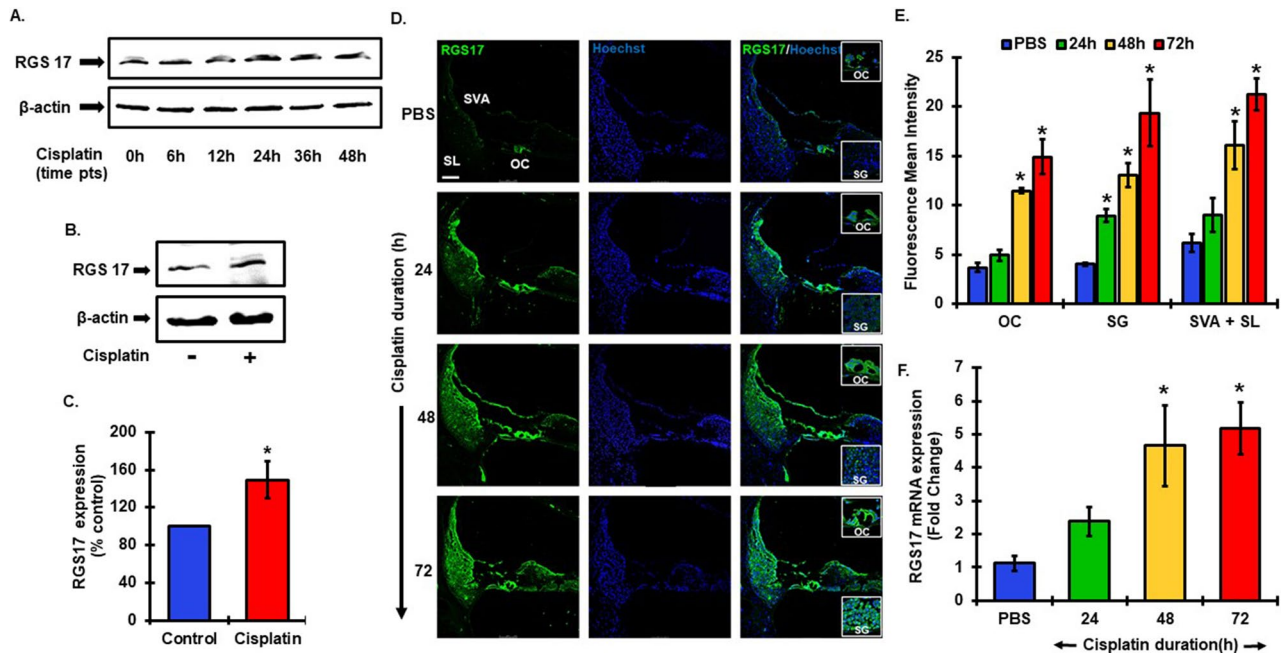 A.
RGS 17
β-actin
Cisplatin
(time pts)
0h 6h 12h 24h 36h 48h
B.
RGS 17
β-actin
Cisplatin - +
C.
RGS17 expression
(% control)
200
160
120
80
40
0
Control Cisplatin
D.
RGS17 Hoechst RGS17/Hoechst
PBS
SVA
SL
OC
OC
SG
Cisplatin duration (h)
24
OC
SG
48
OC
SG
72
OC
SG
E.
PBS 24h 48h 72h
Fluorescence Mean Intensity
25
20
15
10
5
0
* * * * * * *
OC SG SVA + SL
F.
RGS17 mRNA expression
(Fold Change)
7
6
5
4
3
2
1
0
* *
PBS 24 48 72
Cisplatin duration(h)